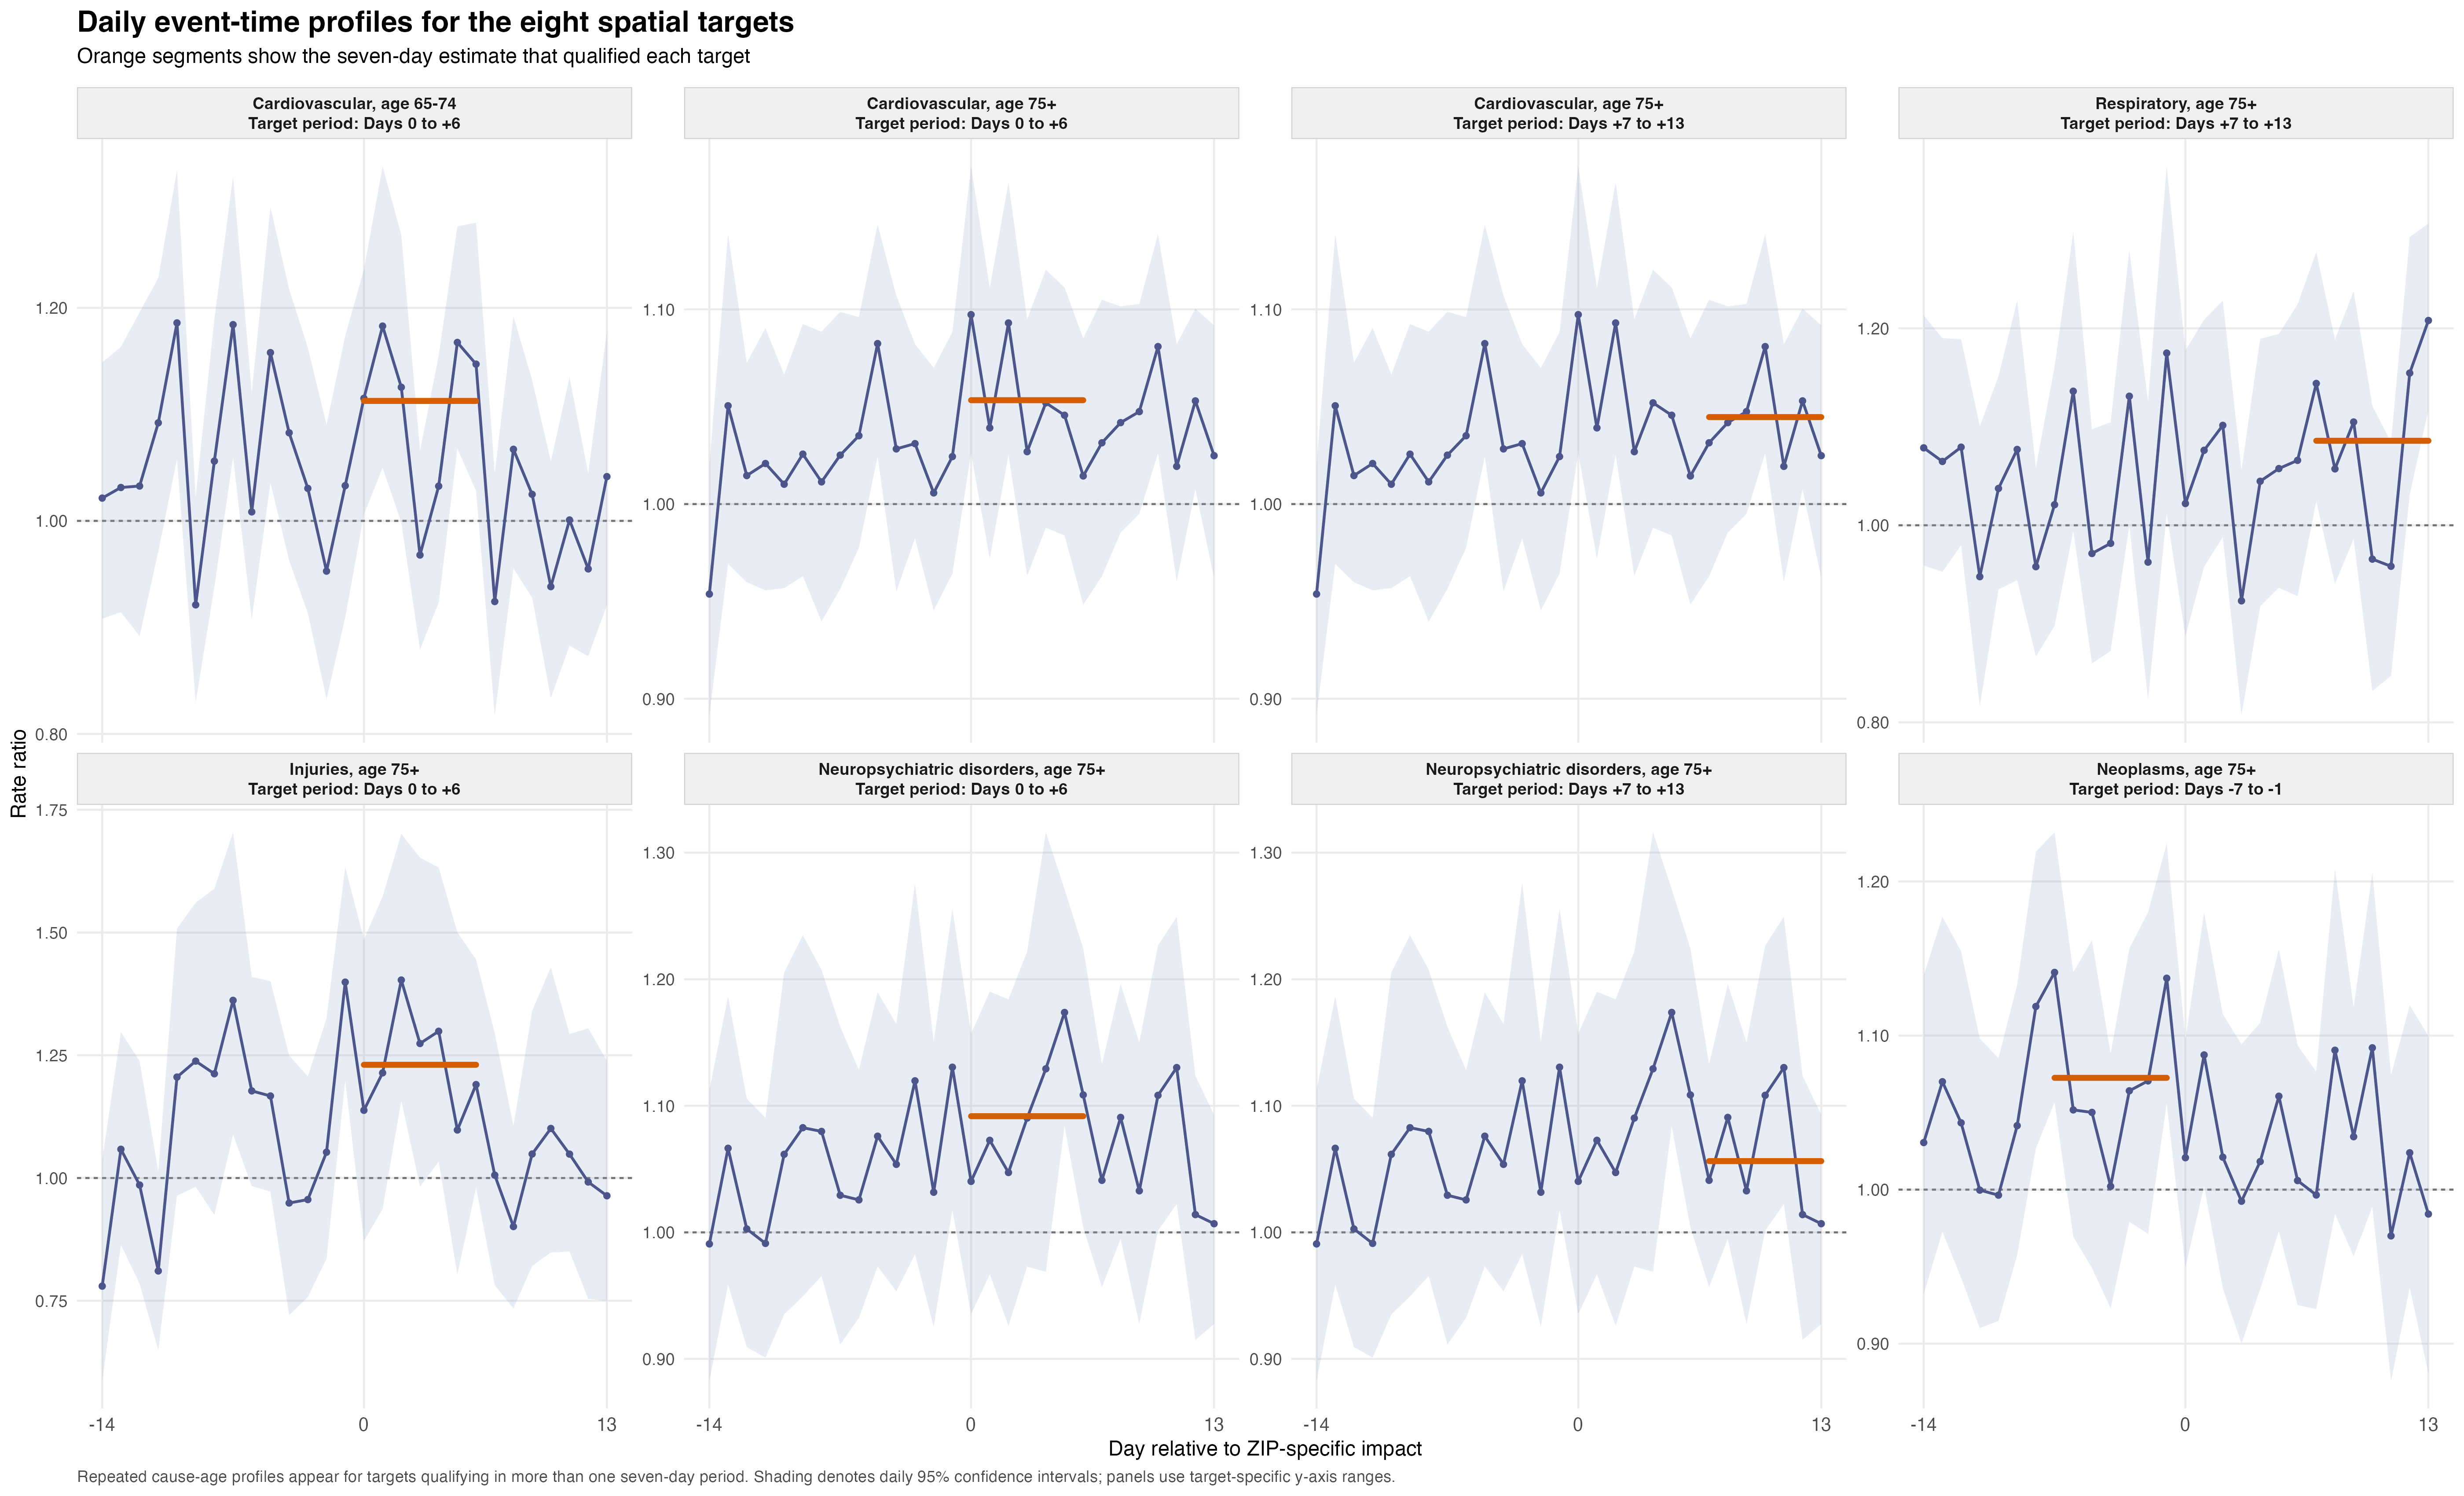 Daily event-time profiles for the eight spatial targets
Orange segments show the seven-day estimate that qualified each target
Cardiovascular, age 65-74
Target period: Days 0 to +6
Cardiovascular, age 75+
Target period: Days 0 to +6
Cardiovascular, age 75+
Target period: Days +7 to +13
Respiratory, age 75+
Target period: Days +7 to +13
1.20
1.00
0.80
1.10
1.00
0.90
1.10
1.00
0.90
1.20
1.00
0.80
Rate ratio
Injuries, age 75+
Target period: Days 0 to +6
Neuropsychiatric disorders, age 75+
Target period: Days 0 to +6
Neuropsychiatric disorders, age 75+
Target period: Days +7 to +13
Neoplasms, age 75+
Target period: Days -7 to -1
1.75
1.50
1.25
1.00
0.75
1.30
1.20
1.10
1.00
0.90
1.30
1.20
1.10
1.00
0.90
1.20
1.10
1.00
0.90
-14 0 13
-14 0 13
-14 0 13
-14 0 13
Day relative to ZIP-specific impact
Repeated cause-age profiles appear for targets qualifying in more than one seven-day period. Shading denotes daily 95% confidence intervals; panels use target-specific y-axis ranges.